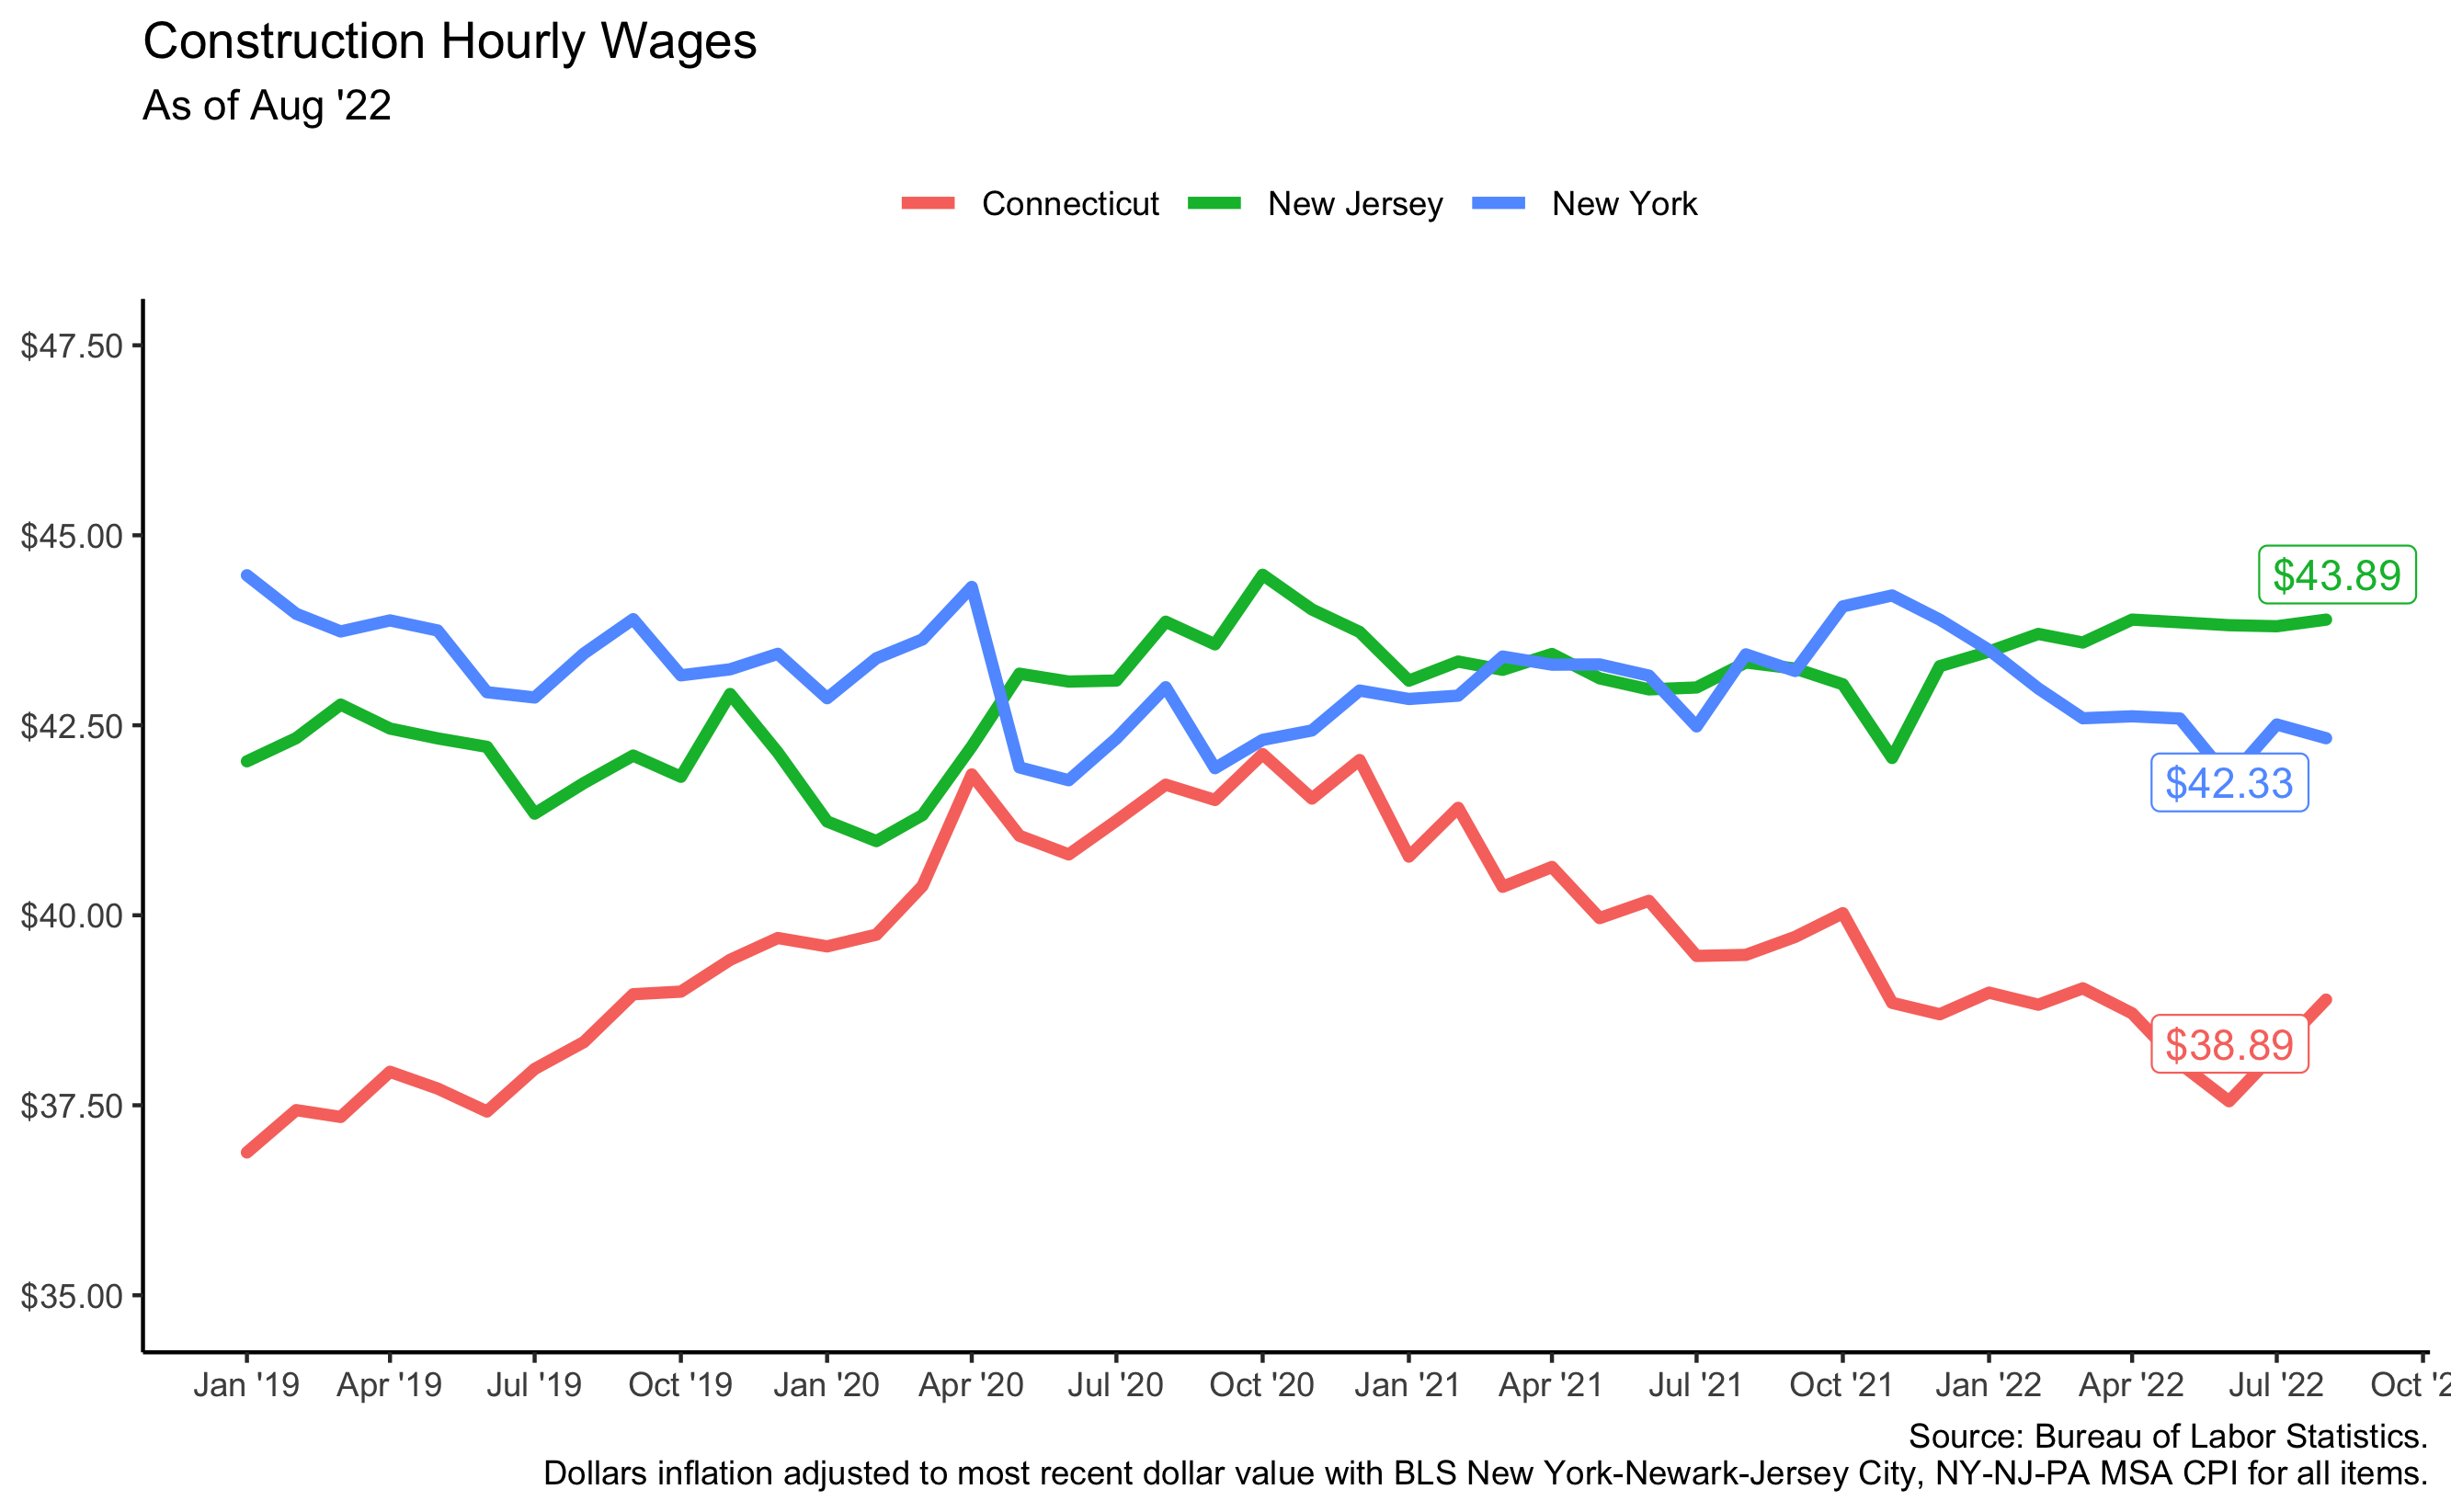 Construction Hourly Wages
As of Aug '22
Connecticut New Jersey New York
$47.50
$45.00
$42.50
$40.00
$37.50
$35.00
$43.89
$42.33
$38.89
Jan '19 Apr '19 Jul '19 Oct '19 Jan '20 Apr '20 Jul '20 Oct '20 Jan '21 Apr '21 Jul '21 Oct '21 Jan '22 Apr '22 Jul '22 Oct '2
Source: Bureau of Labor Statistics.
Dollars inflation adjusted to most recent dollar value with BLS New York-Newark-Jersey City, NY-NJ-PA MSA CPI for all items.